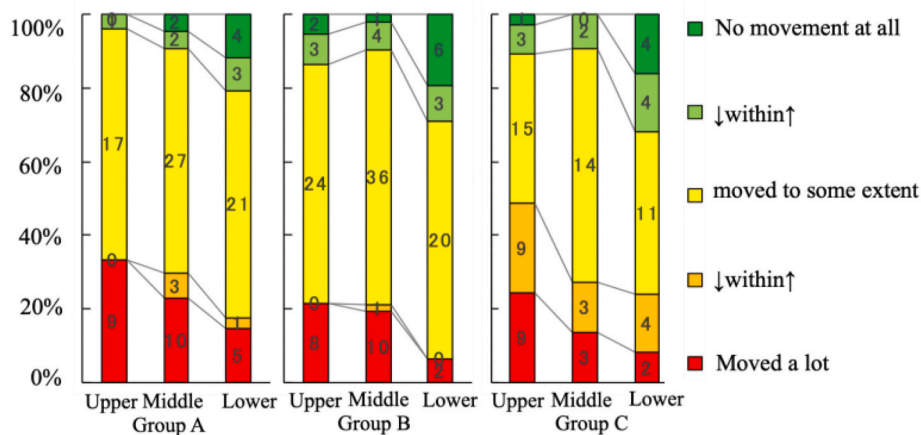 100% 0 2 4 2 1 6 1 0 4 No movement at all
1 2 3 3 4 3 3 2 4
80% ↓within↑
17 27 21 24 36 20 15 14 11
60% moved to some extent
40%
0 3 1 0 1 0 9 3 4 ↓within↑
20%
9 10 5 8 10 2 9 3 2 Moved a lot
0%
Upper Middle Lower Upper Middle Lower Upper Middle Lower
Group A Group B Group C